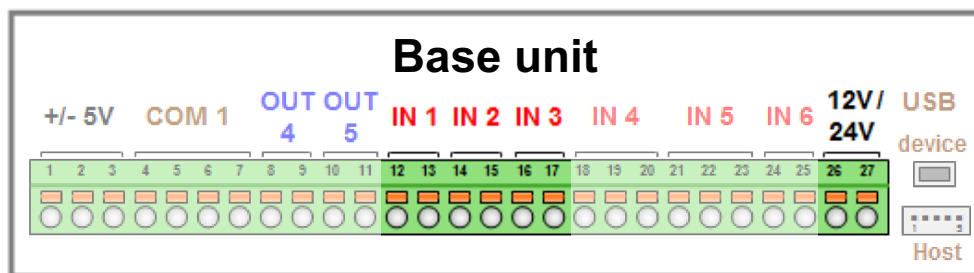 Base unit
+/- 5V COM 1 OUT 4 OUT 5 IN 1 IN 2 IN 3 IN 4 IN 5 IN 6 12V / 24V USB
device
1 2 3 4 5 6 7 8 9 10 11 12 13 14 15 16 17 18 19 20 21 22 23 24 25 26 27
1 5
Host